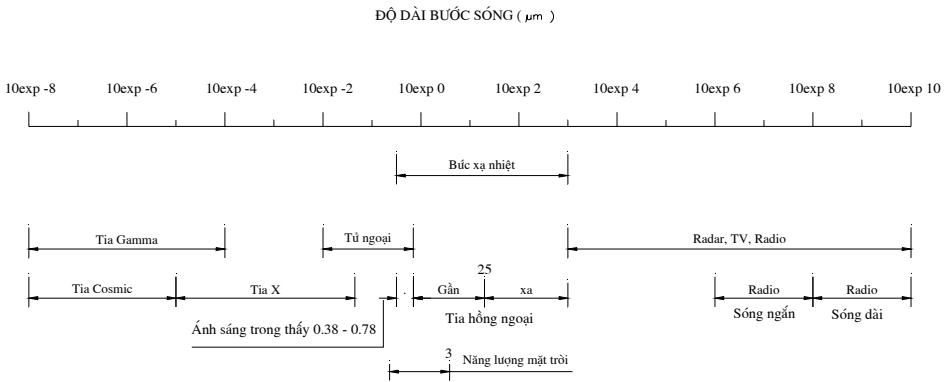 ĐỘ DÀI BƯỚC SÓNG ( μm )
10exp -8 10exp -6 10exp -4 10exp -2 10exp 0 10exp 2 10exp 4 10exp 6 10exp 8 10exp 10
Bức xạ nhiệt
Tia Gamma Tử ngoại Radar, TV, Radio
25
Tia Cosmic Tia X Gần xa Radio Radio
Tia hồng ngoại Sóng ngắn Sóng dài
Ánh sáng trong thấy 0.38 - 0.78
3 Năng lượng mặt trời